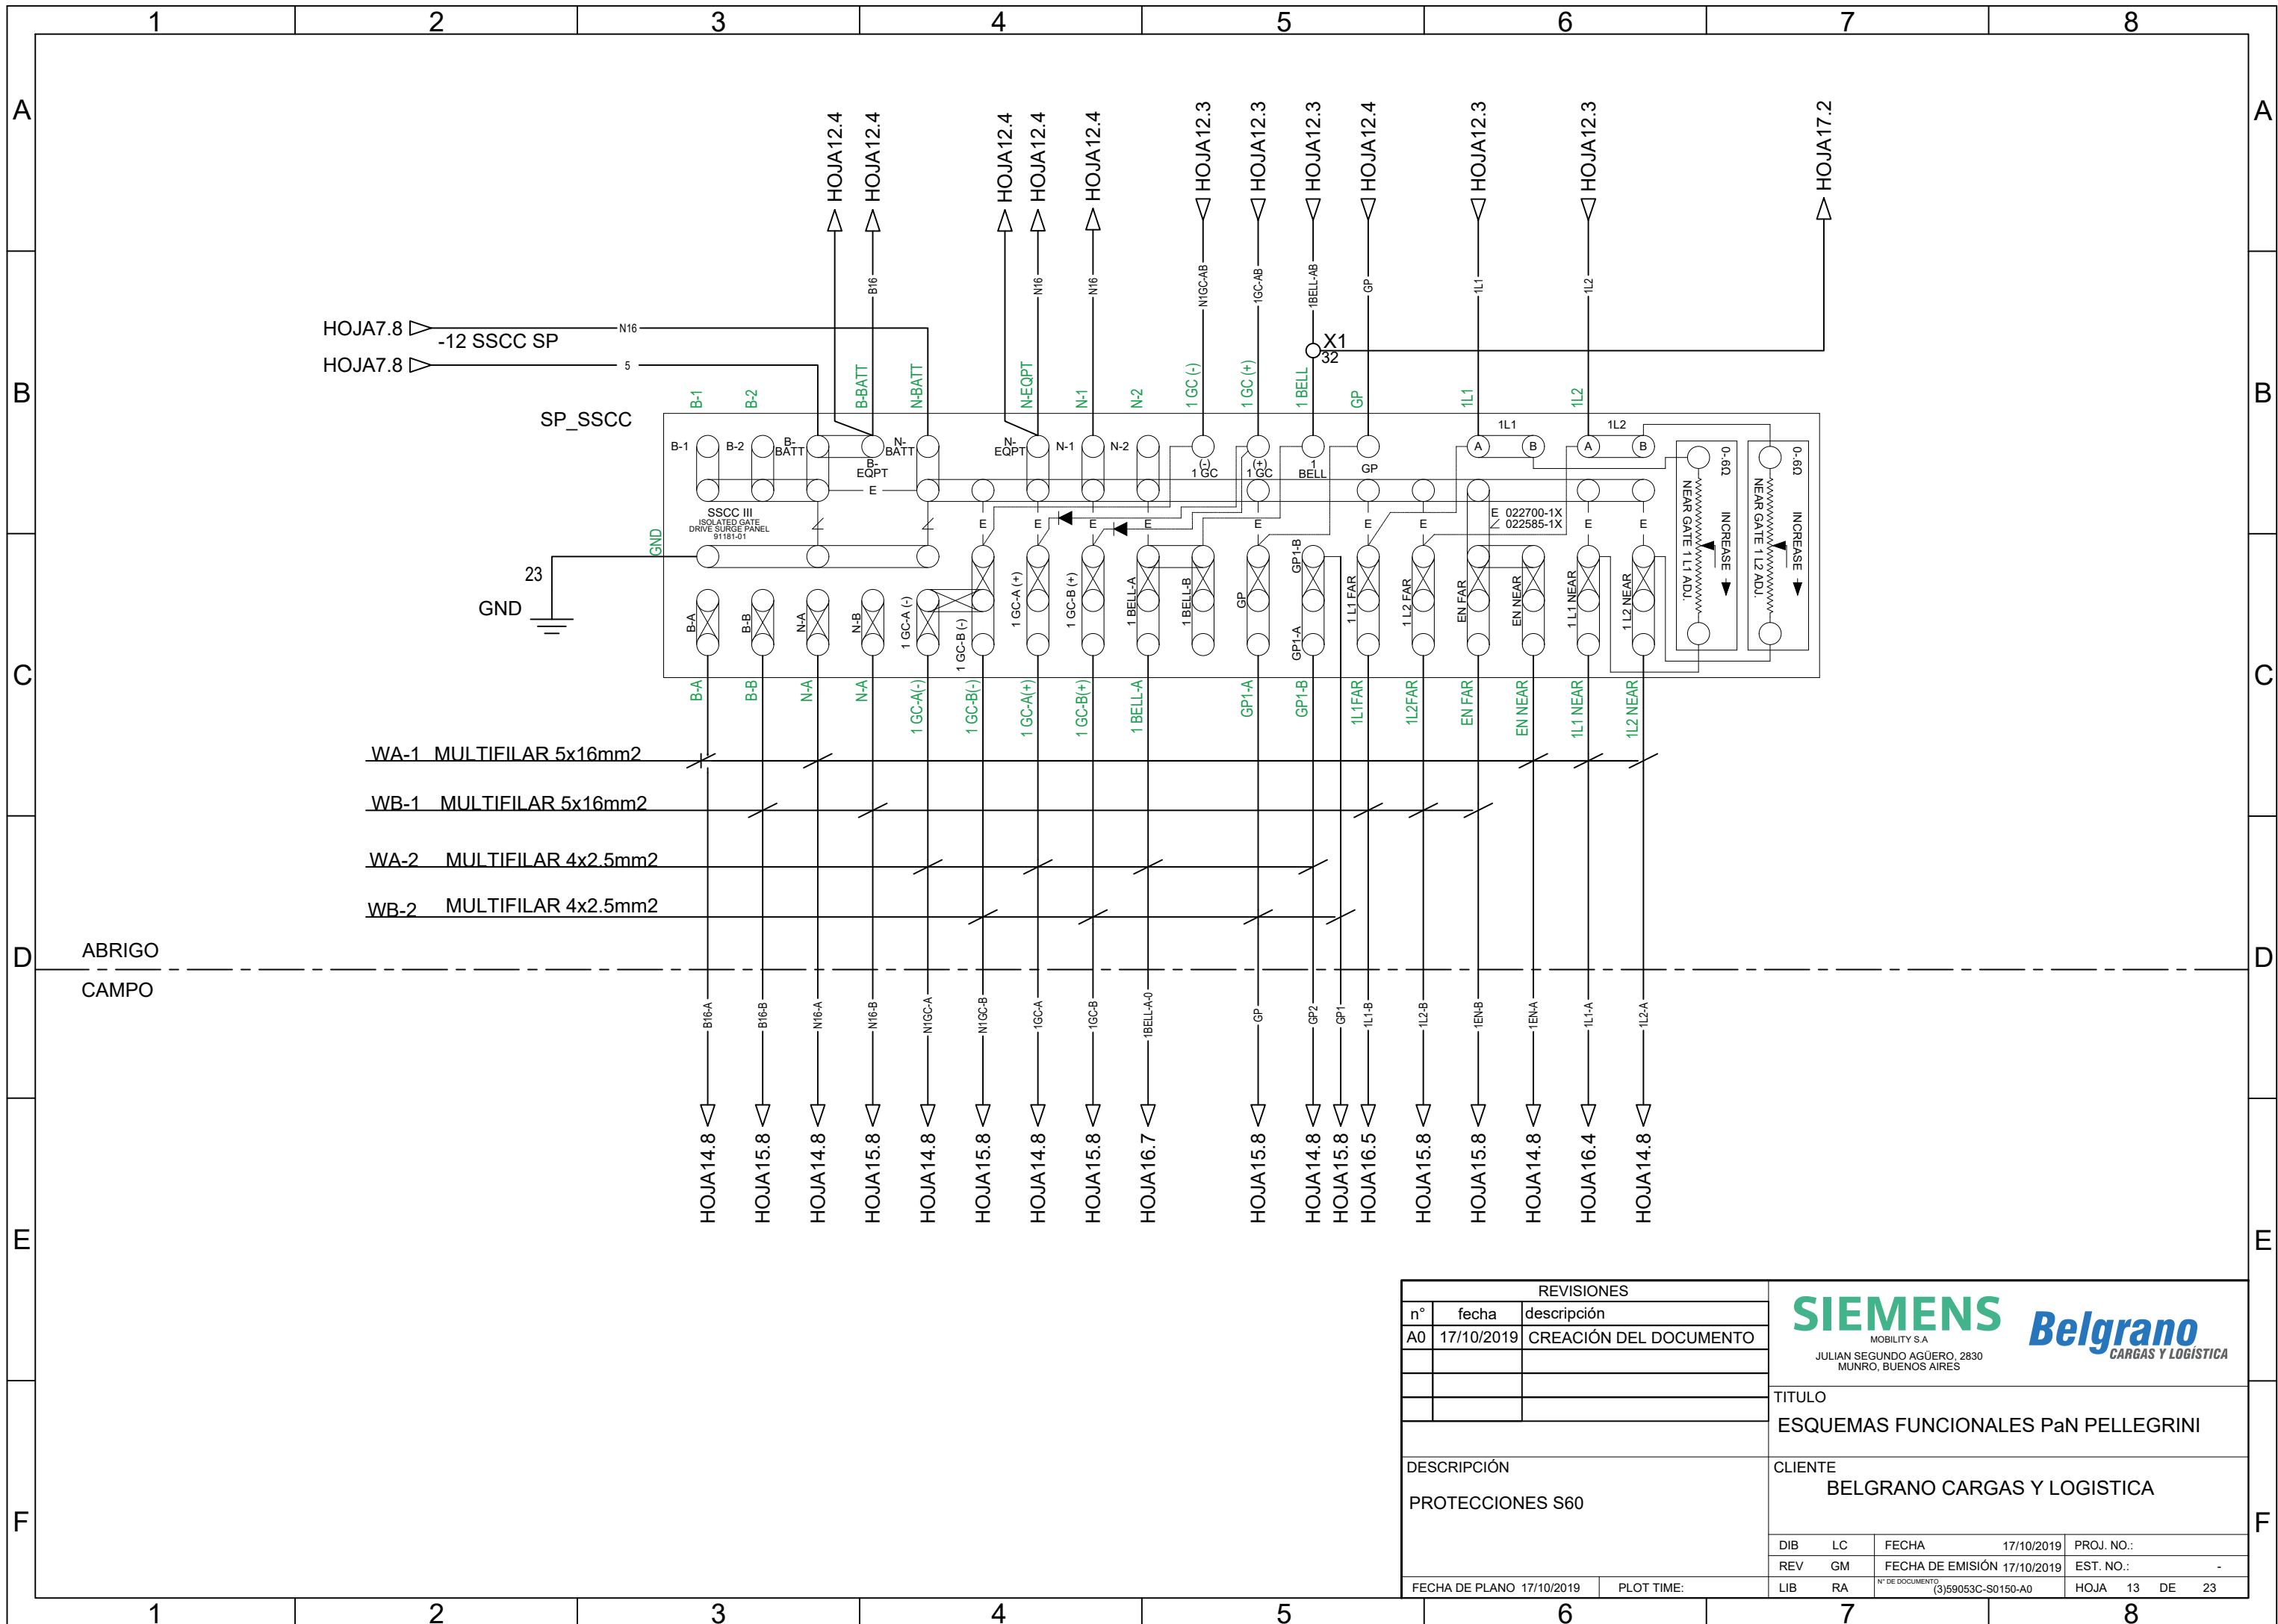 1 2 3 4 5 6 7 8
A
B
C
D
E
F
A
B
C
D
E
F
HOJA12.4
HOJA12.4
HOJA12.4
HOJA12.4
HOJA12.4
HOJA12.3
HOJA12.3
HOJA12.3
HOJA12.4
HOJA12.3
HOJA12.3
HOJA17.2
B16
N16
N16
N1GC-AB
1GC-AB
1BELL-AB
GP
1L1
1L2
HOJA7.8
N16
-12 SSCC SP
HOJA7.8
5
X1
32
SP_SSCC
B-1
B-2
B-BATT
N-BATT
N-EQPT
N-1
N-2
1 GC (-)
1 GC (+)
1 BELL
GP
1L1
1L2
B-1
B-2
B-
BATT
B-
EQPT
N-
BATT
N-
EQPT
N-1
N-2
(-)
1 GC
(+)
1 GC
1
BELL
GP
1L1
A
B
1L2
A
B
E
SSCC III
ISOLATED GATE
DRIVE SURGE PANEL
91181-01
E
E
E
E
E
E
E
E 022700-1X
022585-1X
E
E
0-.6Ω
INCREASE
NEAR GATE 1 L1 ADJ.
0-.6Ω
INCREASE
NEAR GATE 1 L2 ADJ.
GND
23
GND
B-A
B-B
N-A
N-B
1 GC-A (-)
1 GC-B (-)
1 GC-A (+)
1 GC-B (+)
1 BELL-A
1 BELL-B
GP
GP1-B
GP1-A
1 L1 FAR
1 L2 FAR
EN FAR
EN NEAR
1 L1 NEAR
1 L2 NEAR
B-A
B-B
N-A
N-A
1 GC-A(-)
1 GC-B(-)
1 GC-A(+)
1 GC-B(+)
1 BELL-A
GP1-A
GP1-B
1L1FAR
1L2FAR
EN FAR
EN NEAR
1L1 NEAR
1L2 NEAR
WA-1 MULTIFILAR 5x16mm2
WB-1 MULTIFILAR 5x16mm2
WA-2 MULTIFILAR 4x2.5mm2
WB-2 MULTIFILAR 4x2.5mm2
ABRIGO
CAMPO
B16-A
B16-B
N16-A
N16-B
N1GC-A
N1GC-B
1GC-A
1GC-B
1BELL-A-0
GP
GP2
GP1
1L1-B
1L2-B
1EN-B
1EN-A
1L1-A
1L2-A
HOJA14.8
HOJA15.8
HOJA14.8
HOJA15.8
HOJA14.8
HOJA15.8
HOJA14.8
HOJA15.8
HOJA16.7
HOJA15.8
HOJA14.8
HOJA15.8
HOJA16.5
HOJA15.8
HOJA15.8
HOJA14.8
HOJA16.4
HOJA14.8
REVISIONES
n° fecha descripción
A0 17/10/2019 CREACIÓN DEL DOCUMENTO
SIEMENS
MOBILITY S.A
JULIAN SEGUNDO AGÜERO, 2830
MUNRO, BUENOS AIRES
Belgrano
CARGAS Y LOGÍSTICA
TITULO
ESQUEMAS FUNCIONALES PaN PELLEGRINI
DESCRIPCIÓN
PROTECCIONES S60
CLIENTE
BELGRANO CARGAS Y LOGISTICA
DIB LC FECHA 17/10/2019 PROJ. NO.:
REV GM FECHA DE EMISIÓN 17/10/2019 EST. NO.: -
FECHA DE PLANO 17/10/2019 PLOT TIME: LIB RA N° DE DOCUMENTO (3)59053C-S0150-A0 HOJA 13 DE 23
1 2 3 4 5 6 7 8